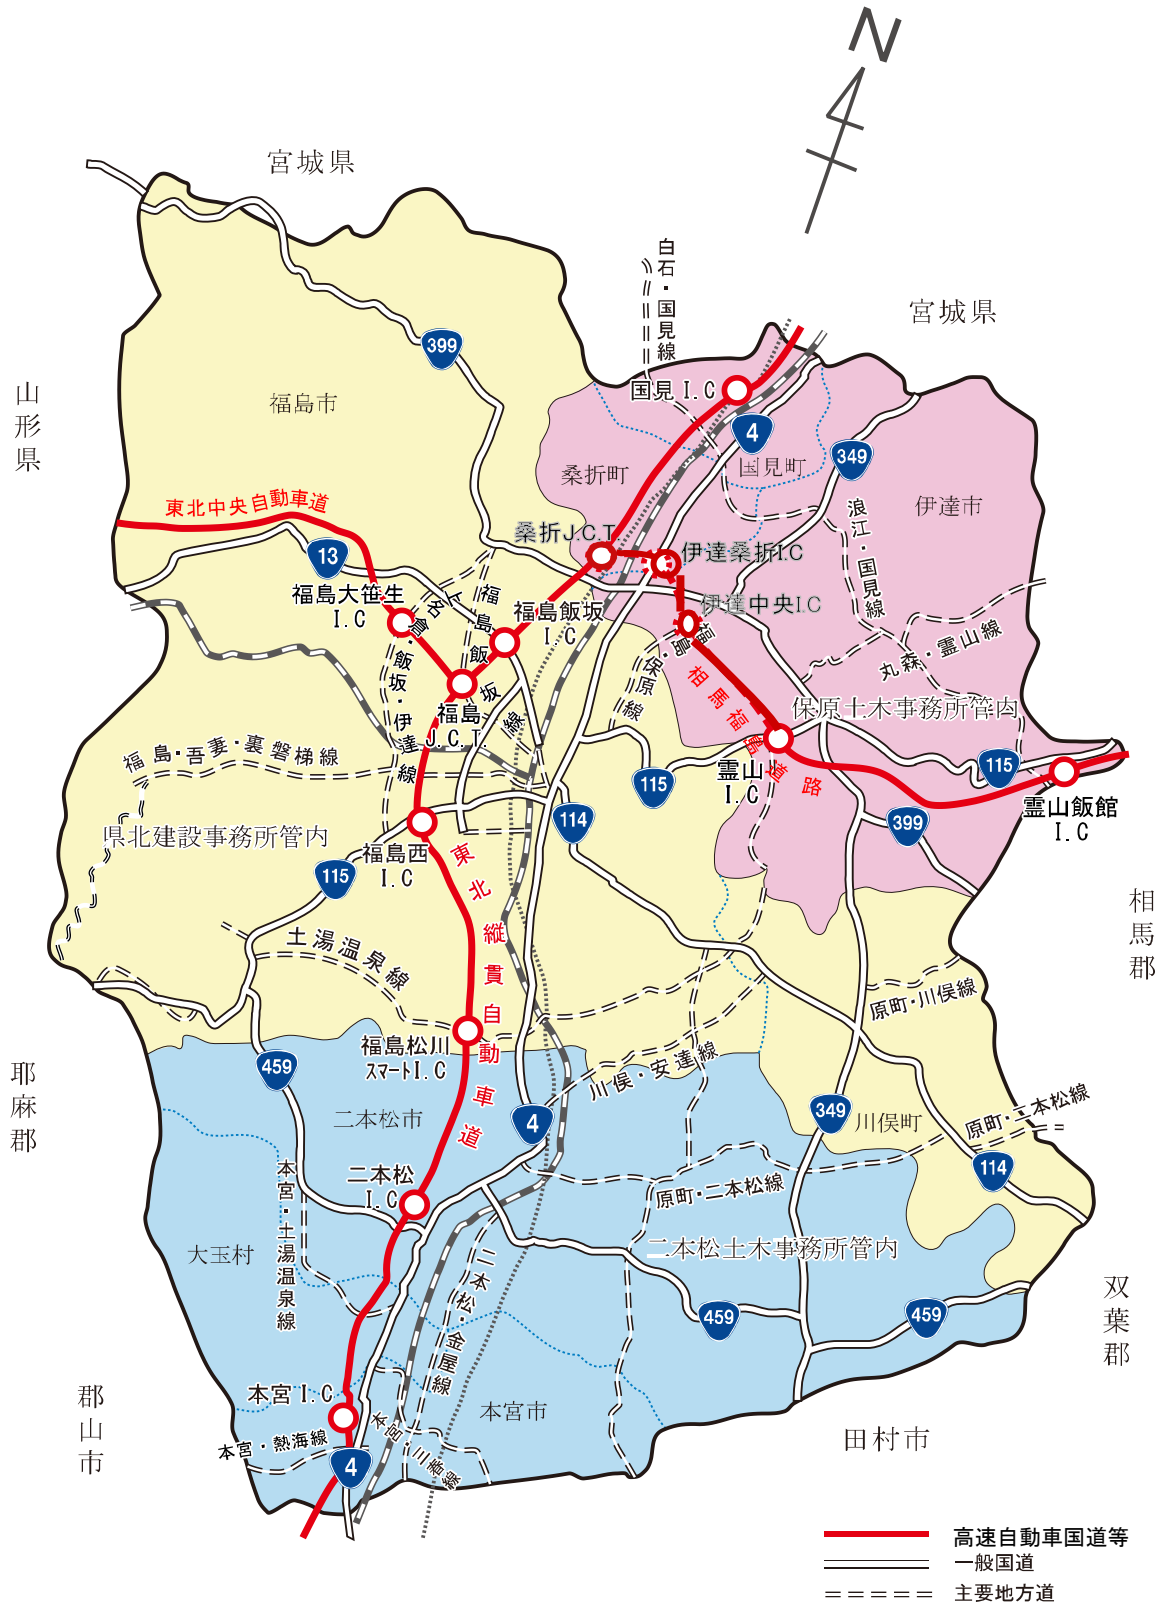 N
宮城県
宮城県
白石・国見線
山形県
399
福島市
国見 I.C
4
国見町
349
桑折町
伊達市
東北中央自動車道
浪江・国見線
桑折J.C.T.
伊達桑折I.C
13
福島大笹生
I.C
福島飯坂
I.C
伊達中央I.C
上名倉・飯坂・伊達線
福島飯坂線
福島・保原線
丸森・霊山線
相馬福島道路
保原土木事務所管内
福島
J.C.T.
福島・吾妻・裏磐梯線
霊山
I.C
115
115
霊山飯館
I.C
114
399
県北建設事務所管内
福島西
I.C
115
東北縦貫自動車道
相馬郡
土湯温泉線
原町・川俣線
福島松川
スマートI.C
459
川俣・安達線
耶麻郡
二本松市
4
349
川俣町
原町・二本松線
114
二本松
I.C
原町・二本松線
本宮・土湯温泉線
大玉村
二本松土木事務所管内
二本松・金屋線
459
459
双葉郡
本宮 I.C
本宮市
郡山市
本宮・熱海線
本宮・三春線
田村市
4
高速自動車国道等
一般国道
主要地方道